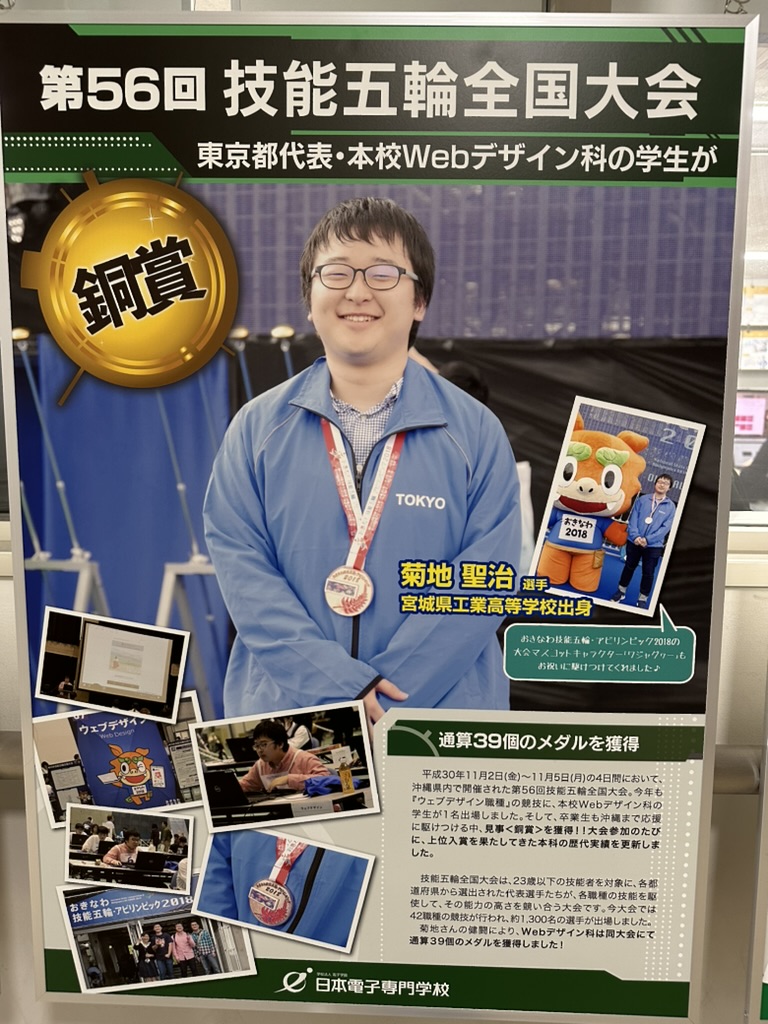 第56回 技能五輪全国大会
東京都代表・本校Webデザイン科の学生が
銅賞
TOKYO
おきなわ
2018
菊地 聖治 選手
宮城県工業高等学校出身
おきなわ技能五輪・アビリンピック2018の
大会マスコットキャラクター「ワジャグヮー」も
お祝いに駆けつけてくれました♪
ウェブデザイン
Web Design
おきなわ
技能五輪・アビリンピック2018
通算39個のメダルを獲得
平成30年11月2日(金)〜11月5日(月)の4日間において、
沖縄県内で開催された第56回技能五輪全国大会。今年も
『ウェブデザイン職種』の競技に、本校Webデザイン科の
学生が1名出場しました。そして、卒業生も沖縄まで応援
に駆けつける中、見事<銅賞>を獲得!!大会参加のたび
に、上位入賞を果たしてきた本科の歴代実績を更新しま
した。
技能五輪全国大会は、23歳以下の技能者を対象に、各都
道府県から選出された代表選手たちが、各職種の技能を駆
使して、その能力の高さを競い合う大会です。今大会では
42職種の競技が行われ、約1,300名の選手が出場しました。
菊地さんの健闘により、Webデザイン科は同大会にて
通算39個のメダルを獲得しました!
学校法人 電子学園
日本電子専門学校